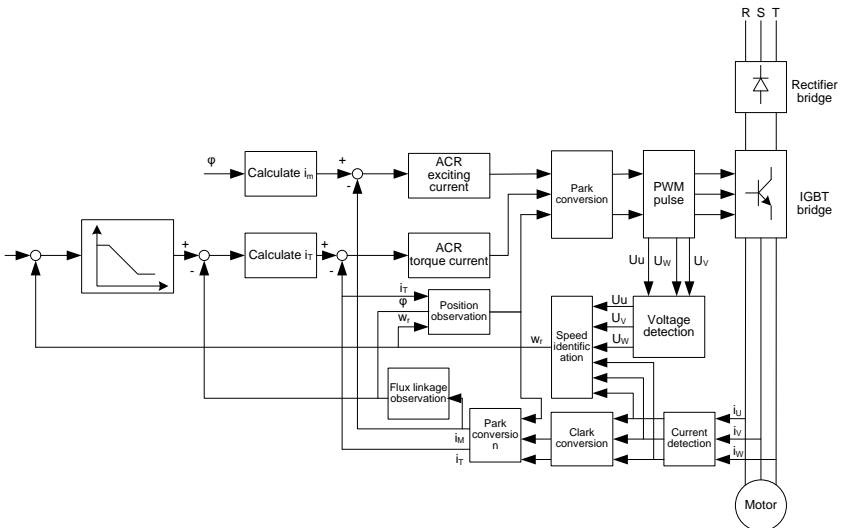 R S T
Rectifier
bridge
φ
Calculate im
+
-
ACR
exciting
current
Park
conversion
PWM
pulse
IGBT
bridge
+
-
Calculate iT
+
-
ACR
torque current
Uu UW UV
iT
φ
wr
Position
observation
Speed
identific
ation
Uu
UV
UW
Voltage
detection
wr
Flux linkage
observation
iM
iT
Park
conversio
n
Clark
conversion
Current
detection
iU
iV
iW
Motor